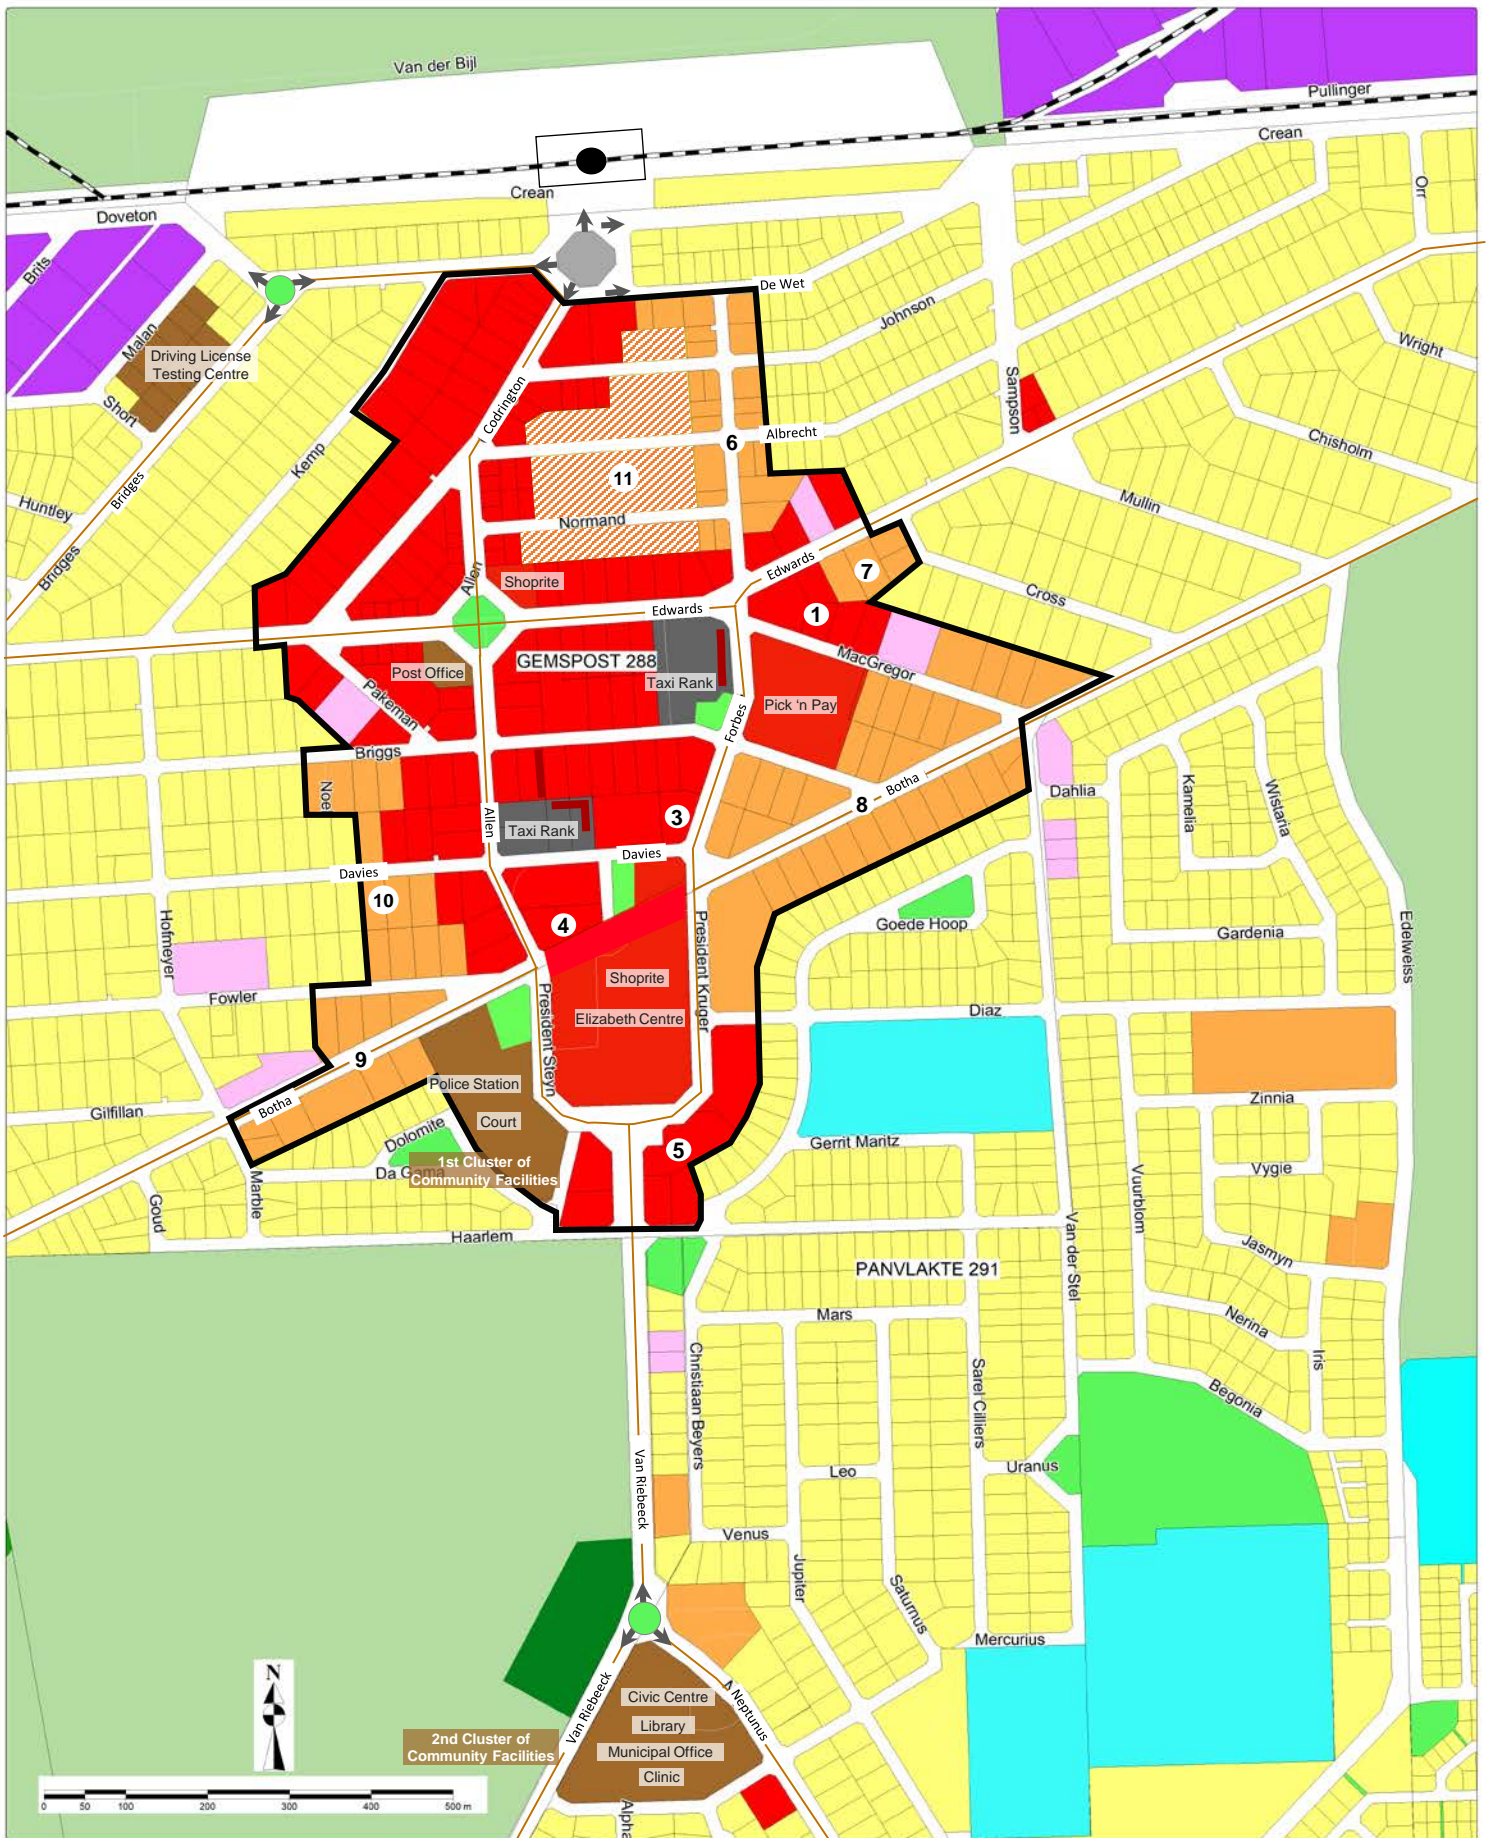 Van der Bijl
Pullinger
Crean
Crean
Doveton
Orr
Brits
De Wet
Johnson
Wright
Malan
Driving License
Testing Centre
Short
Sampson
Codrington
Kemp
6
Albrecht
Chisholm
Bridges
11
Mullin
Huntley
Normand
Bridges
Edwards
7
Allen
Shoprite
Cross
Edwards
1
GEMSPOST 288
MacGregor
Post Office
Taxi Rank
Pakeman
Pick 'n Pay
Forbes
Briggs
Noe
Botha
Dahlia
Kamelia
Wistaria
8
Allen
3
Taxi Rank
Davies
Davies
10
Hofmeyer
4
President Kruger
Goede Hoop
Gardenia
Edelweiss
Shoprite
Fowler
President Steyn
Elizabeth Centre
Diaz
9
Police Station
Botha
Gilfillan
Court
Zinnia
Dolomite
Gerrit Maritz
5
1st Cluster of
Community Facilities
Da Gama
Vygie
Marble
Goud
Vuurblom
Haarlem
Van der Stel
Jasmyn
PANVLAKTE 291
Mars
Nerina
Iris
Christiaan Beyers
Sarel Cilliers
Begonia
Van Riebeeck
Leo
Uranus
Venus
Jupiter
Saturnus
Mercurius
N
Van Riebeeck
Neptunus
Civic Centre
Library
2nd Cluster of
Community Facilities
Municipal Office
Clinic
Alpha
0 50 100 200 300 400 500 m